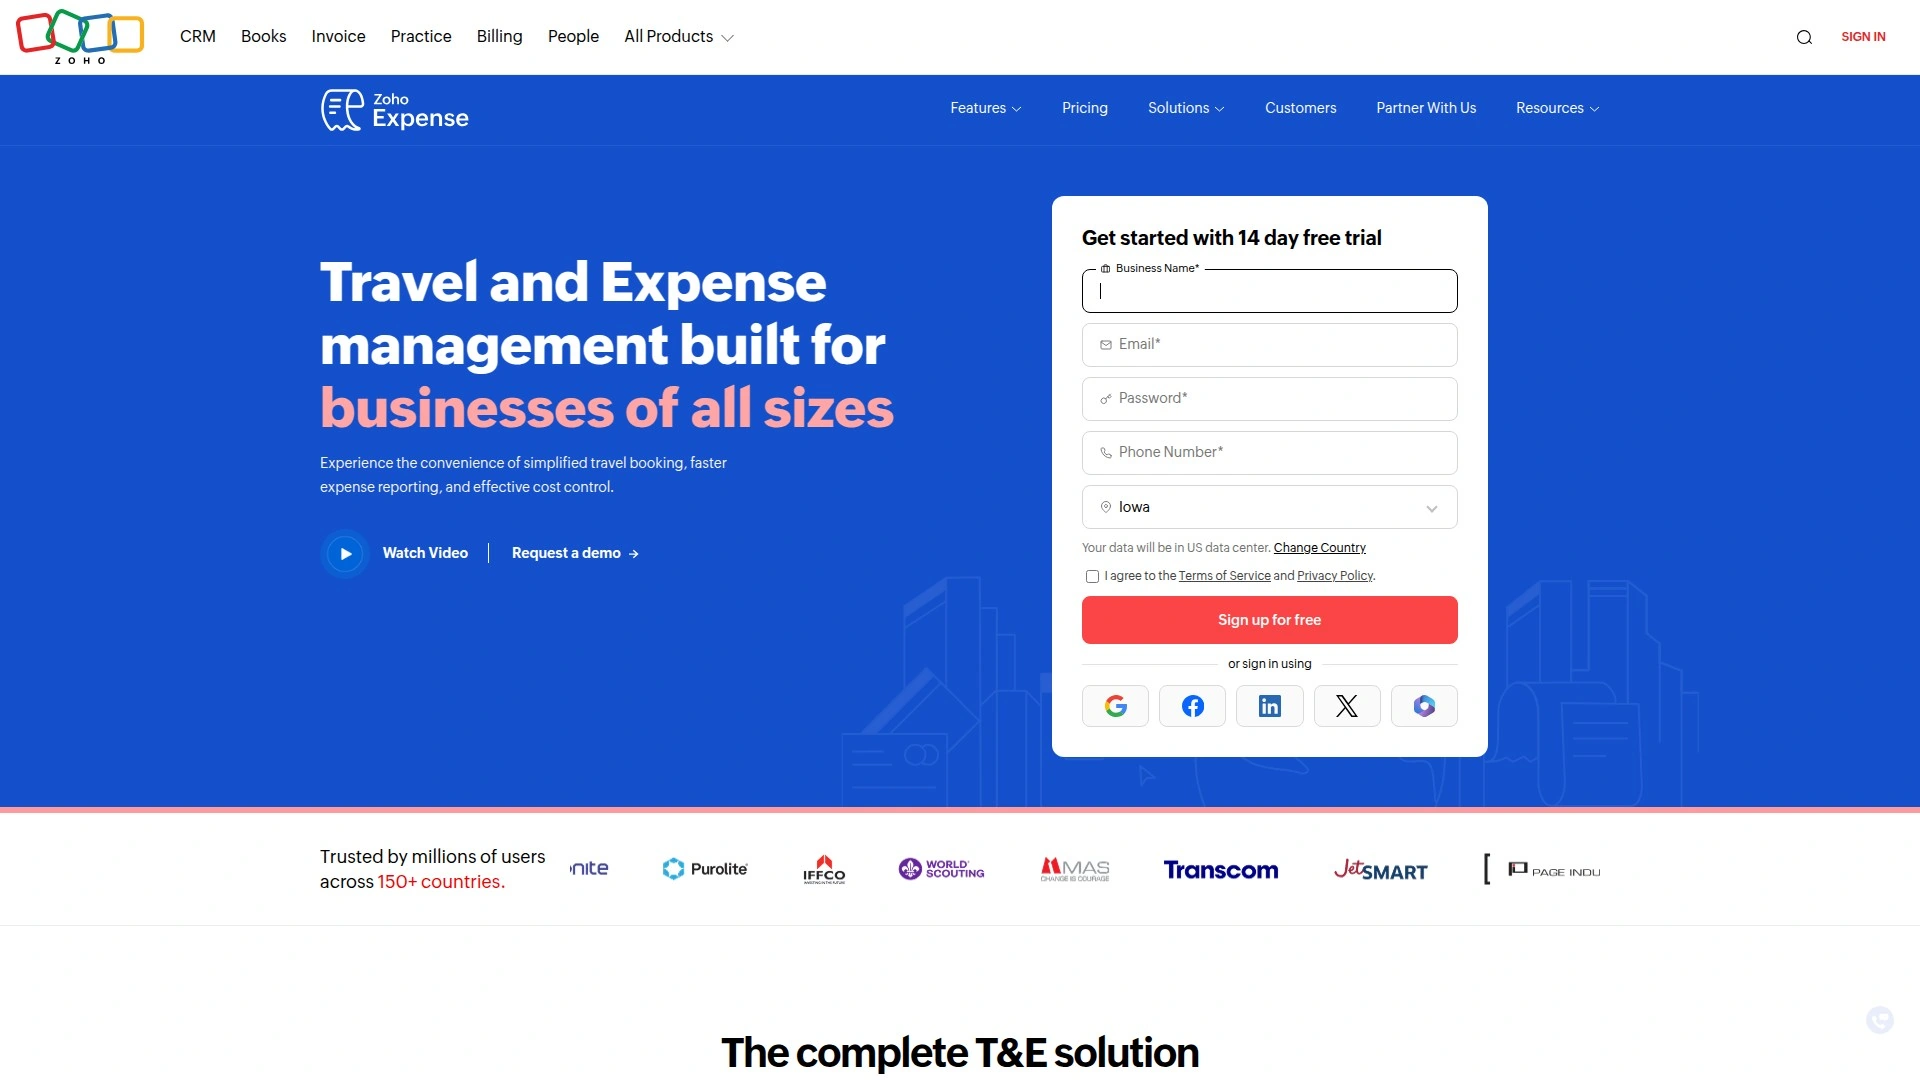 ZOHO
CRM Books Invoice Practice Billing People All Products
SIGN IN
Zoho
Expense
Features Pricing Solutions Customers Partner With Us Resources
Travel and Expense
management built for
businesses of all sizes
Experience the convenience of simplified travel booking, faster
expense reporting, and effective cost control.
Watch Video
Request a demo →
Get started with 14 day free trial
Business Name*
Email*
Password*
Phone Number*
Iowa
Your data will be in US data center. Change Country
I agree to the Terms of Service and Privacy Policy.
Sign up for free
or sign in using
Trusted by millions of users
across 150+ countries.
nite
Purolite
IFFCO
WORLD
SCOUTING
MAS
CHANGE IS COURAGE
Transcom
JetSMART
PAGE INDU
The complete T&E solution